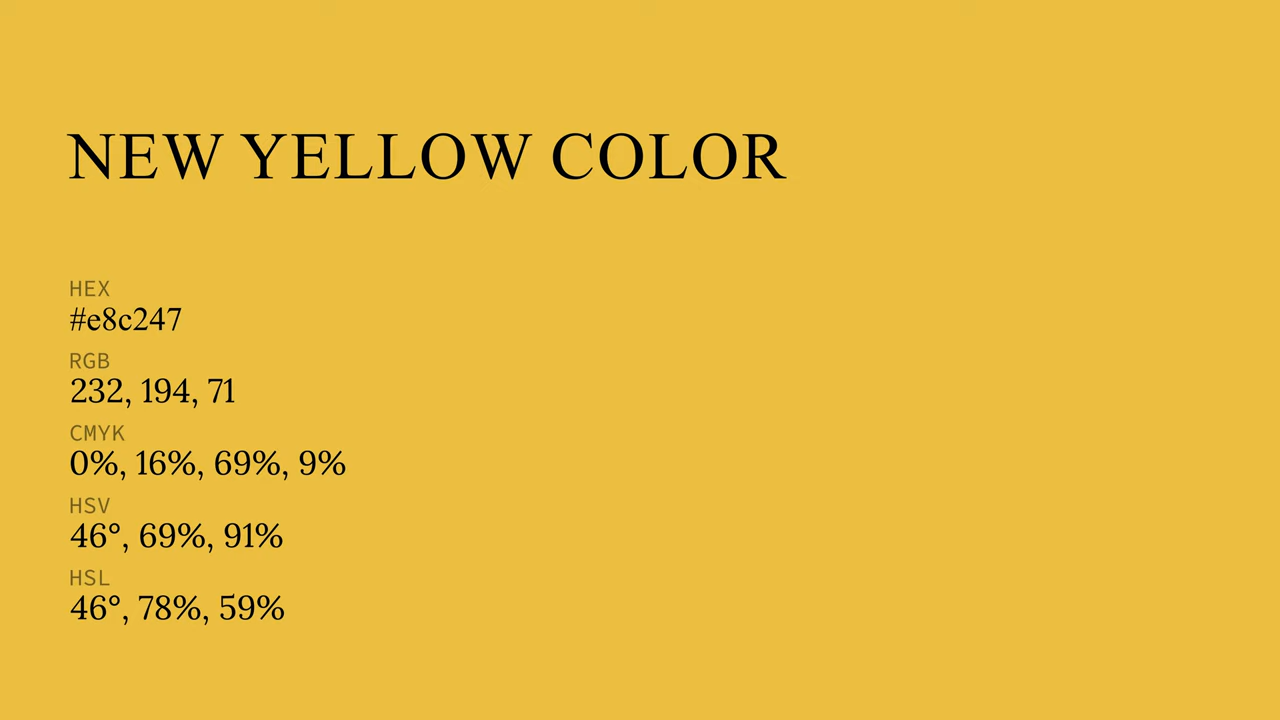 NEW YELLOW COLOR
HEX
#e8c247
RGB
232, 194, 71
CMYK
0%, 16%, 69%, 9%
HSV
46°, 69%, 91%
HSL
46°, 78%, 59%